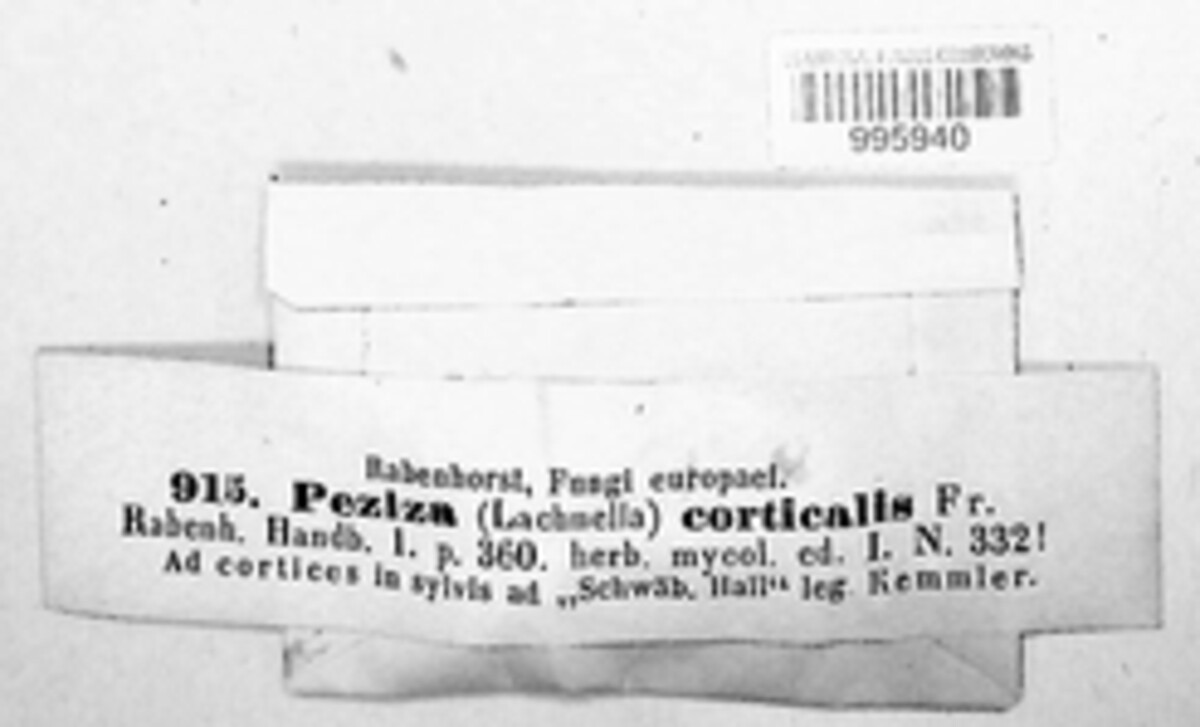 995940
Rabenhorst, Fungi europaei.
915. Peziza (Lachnella) corticalis Fr.
Rabenh. Handb. I. p. 360. herb. mycol. ed. I. N. 332!
Ad cortices in sylvis ad „Schwäb. Hall“ leg. Kemmler.